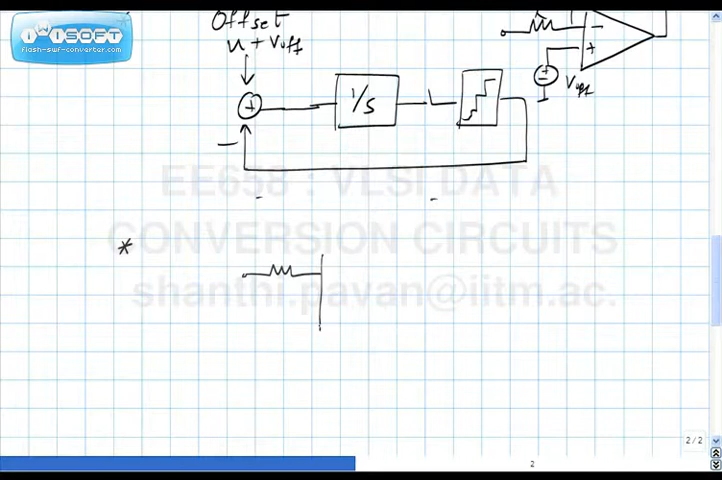 iWiSOFT
flash-swf-converter.com
Offset
u + Voff
+
1/s
−
−
+
+
−
Voff
EE658 : VLSI DATA
CONVERSION CIRCUITS
shanthi.pavan@iitm.ac.
*
2 / 2
2